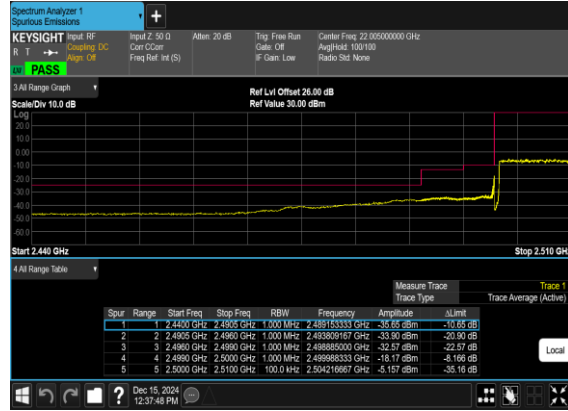 Spectrum Analyzer 1
Spurious Emissions
KEYSIGHT
R T
PASS
Input: RF
Coupling: DC
Align: Off
Input Z: 50 Ω
Corr CCorr
Freq Ref: Int (S)
Atten: 20 dB
Trig: Free Run
Gate: Off
IF Gain: Low
Center Freq: 22.005000000 GHz
Avg|Hold: 100/100
Radio Std: None
3 All Range Graph
Scale/Div 10.0 dB
Ref Lvl Offset 26.00 dB
Ref Value 30.00 dBm
Log
20.0
10.0
0.00
-10.0
-20.0
-30.0
-40.0
-50.0
-60.0
Start 2.440 GHz
Stop 2.510 GHz
4 All Range Table
Measure Trace Trace 1
Trace Type Trace Average (Active)
Spur Range Start Freq Stop Freq RBW Frequency Amplitude ΔLimit
1 1 2.4400 GHz 2.4905 GHz 1.000 MHz 2.489153333 GHz -35.65 dBm -10.65 dB
2 2 2.4905 GHz 2.4960 GHz 1.000 MHz 2.493809167 GHz -33.90 dBm -20.90 dB
3 3 2.4960 GHz 2.4990 GHz 1.000 MHz 2.498885000 GHz -32.57 dBm -22.57 dB
4 4 2.4990 GHz 2.5000 GHz 1.000 MHz 2.499988333 GHz -18.17 dBm -8.166 dB
5 5 2.5000 GHz 2.5100 GHz 100.0 kHz 2.504216667 GHz -5.157 dBm -35.16 dB
Local
?
Dec 15, 2024
12:37:48 PM